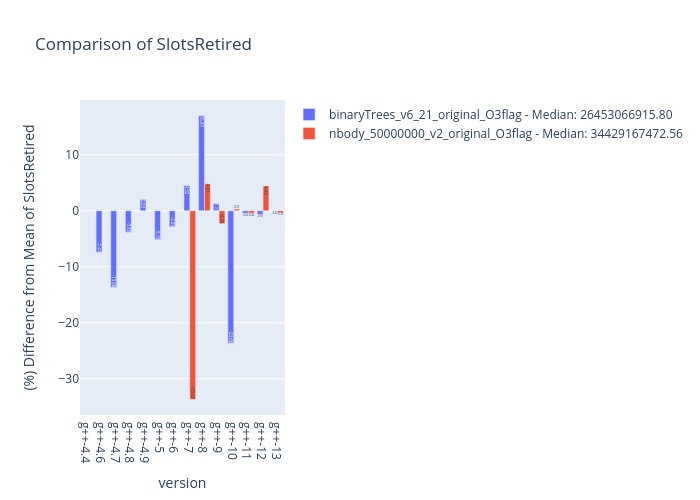 Comparison of SlotsRetired
binaryTrees_v6_21_original_O3flag - Median: 26453066915.80
nbody_50000000_v2_original_O3flag - Median: 34429167472.56
(%) Difference from Mean of SlotsRetired
10
0
−10
−20
−30
g++-4.4
g++-4.6
g++-4.7
g++-4.8
g++-4.9
g++-5
g++-6
g++-7
g++-8
g++-9
g++-10
g++-11
g++-12
g++-13
version